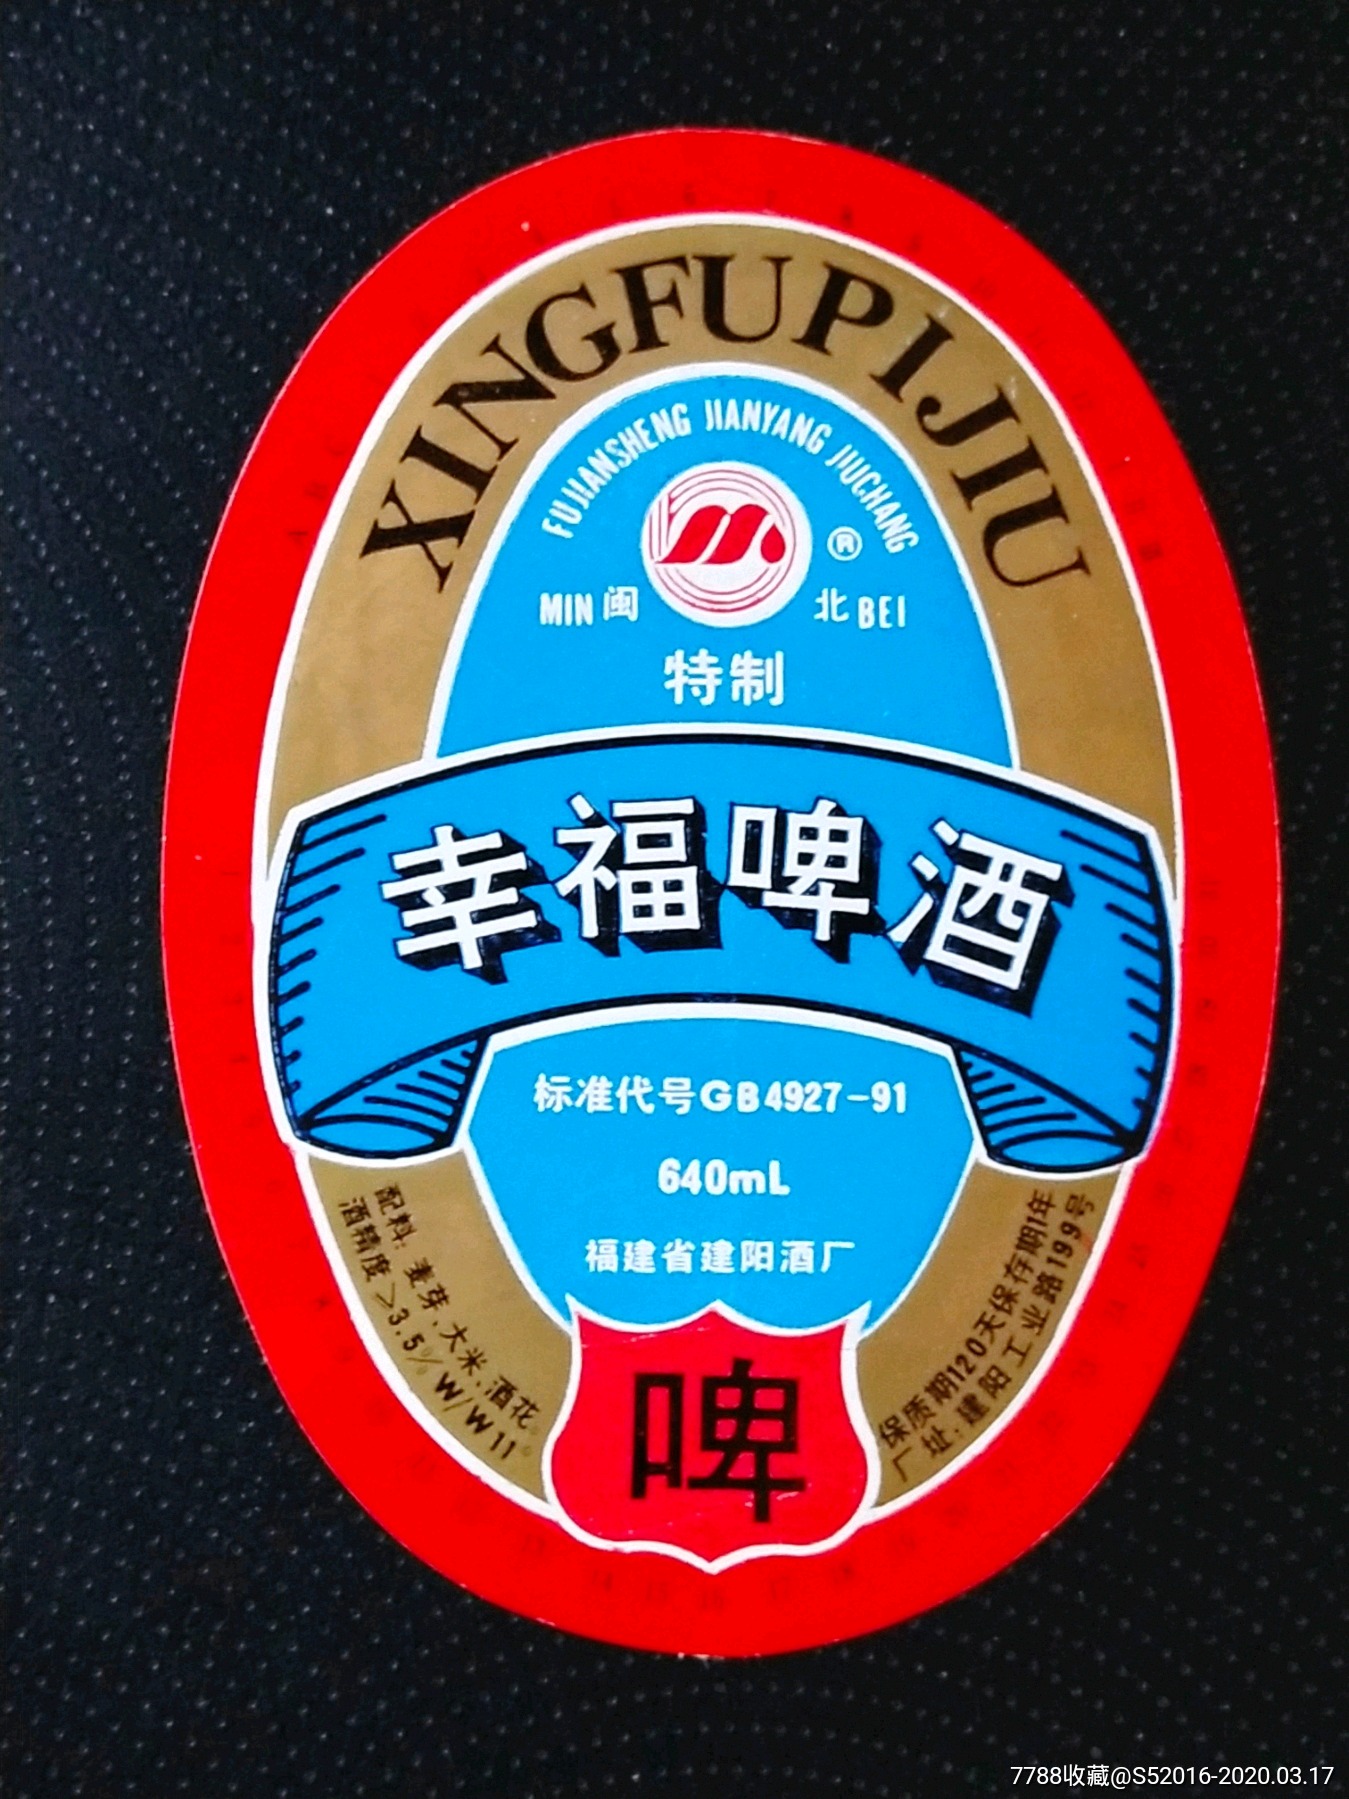 XINGFU PIJIU
FUJIANSHENG JIANYANG JIUCHANG
®
MIN 闽 北 BEI
特制
幸福啤酒
标准代号GB4927-91
640mL
福建省建阳酒厂
配料：麦芽、大米、酒花。
酒精度≥3.5% W/W 11°
保质期120天保存期1年
厂址：建阳工业路199号
啤
7788收藏@S52016-2020.03.17